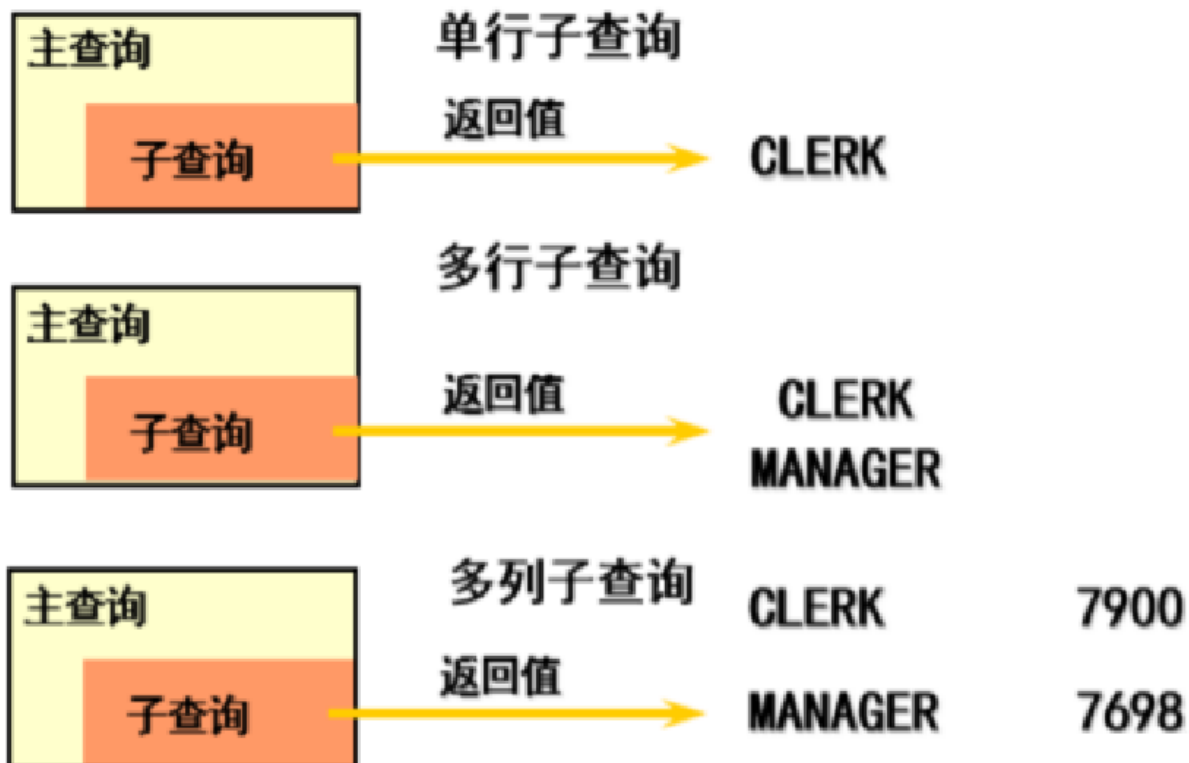 主查询
单行子查询
返回值
子查询
CLERK
多行子查询
主查询
返回值
CLERK
子查询
MANAGER
多列子查询
主查询
CLERK 7900
返回值
子查询
MANAGER 7698